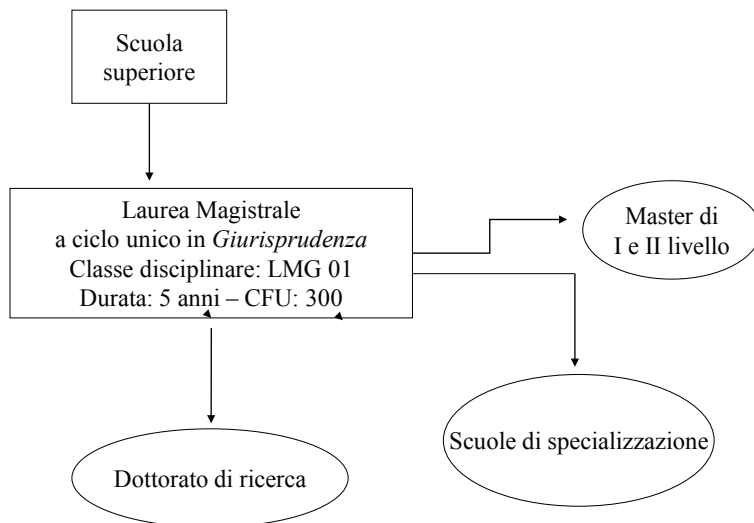 Scuola
superiore
Laurea Magistrale
a ciclo unico in Giurisprudenza
Classe disciplinare: LMG 01
Durata: 5 anni – CFU: 300
Master di
I e II livello
Scuole di specializzazione
Dottorato di ricerca